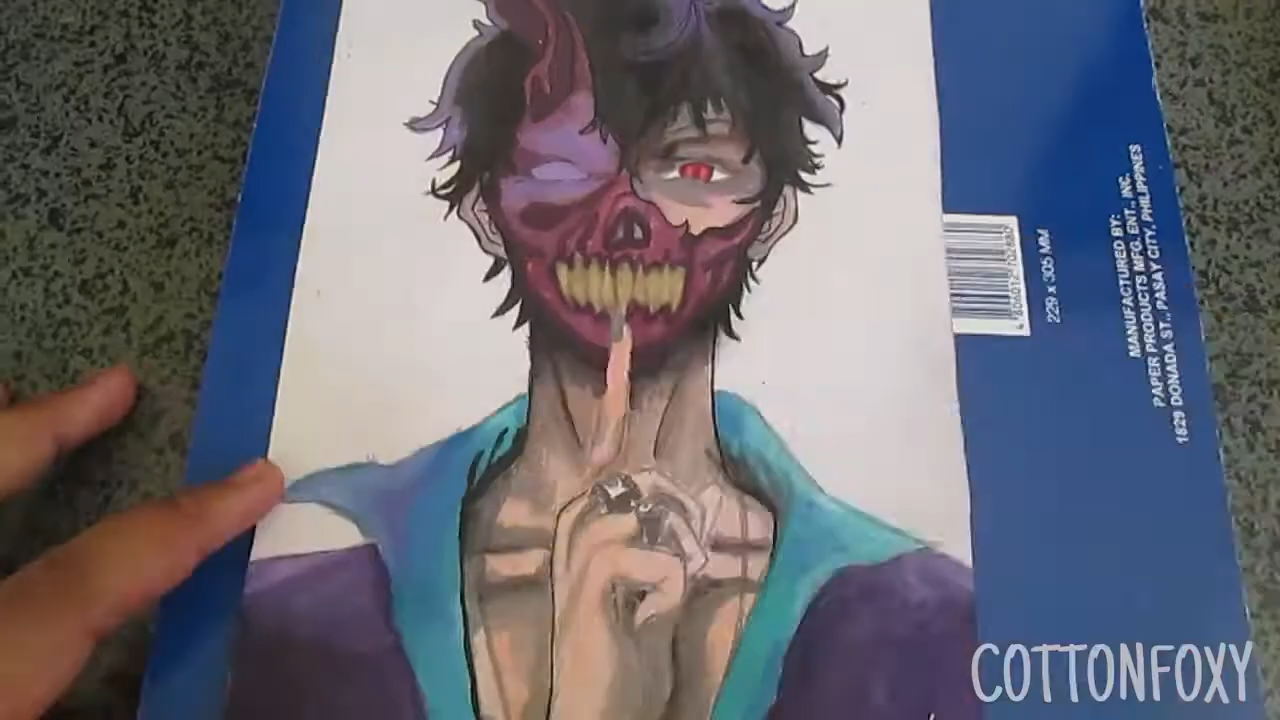 229 x 305 MM
MANUFACTURED BY:
PAPER PRODUCTS MFG. ENT., INC.
1829 DONADA ST., PASAY CITY, PHILIPPINES
COTTONFOXY